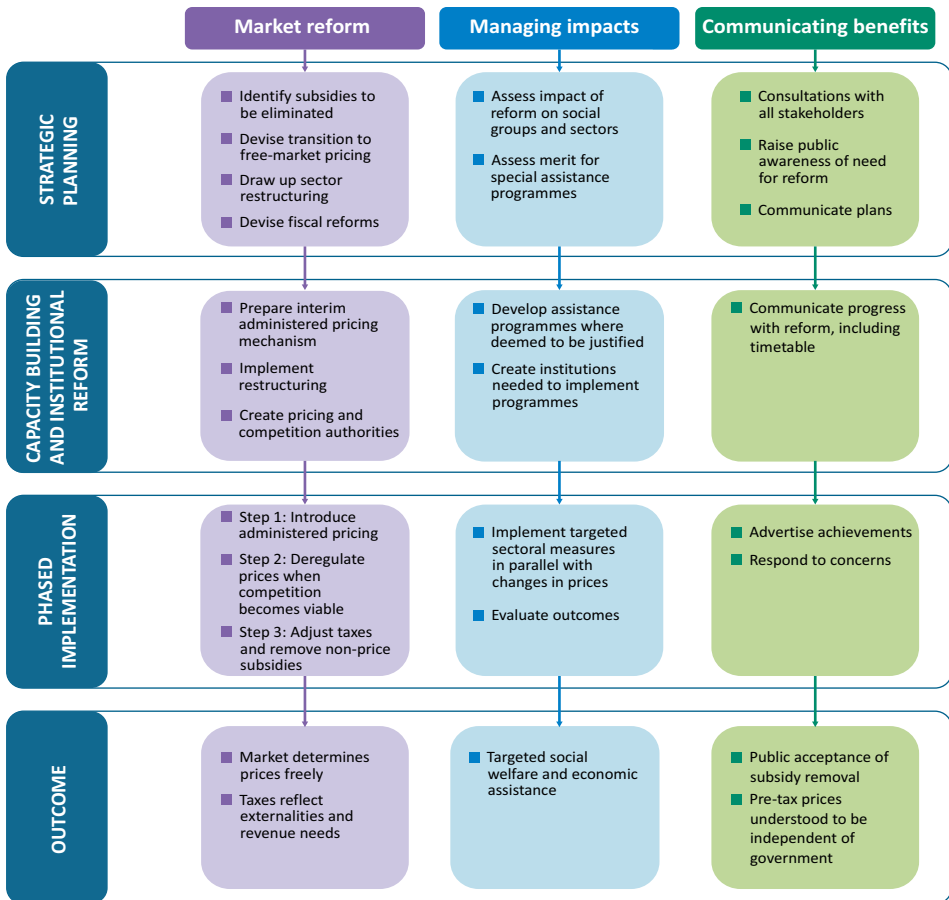 Market reform
Managing impacts
Communicating benefits
STRATEGIC
PLANNING
Identify subsidies to
be eliminated
Devise transition to
free-market pricing
Draw up sector
restructuring
Devise fiscal reforms
Assess impact of
reform on social
groups and sectors
Assess merit for
special assistance
programmes
Consultations with
all stakeholders
Raise public
awareness of need
for reform
Communicate plans
CAPACITY BUILDING
AND INSTITUTIONAL
REFORM
Prepare interim
administered pricing
mechanism
Implement
restructuring
Create pricing and
competition authorities
Develop assistance
programmes where
deemed to be justified
Create institutions
needed to implement
programmes
Communicate progress
with reform, including
timetable
PHASED
IMPLEMENTATION
Step 1: Introduce
administered pricing
Step 2: Deregulate
prices when
competition
becomes viable
Step 3: Adjust taxes
and remove non-price
subsidies
Implement targeted
sectoral measures
in parallel with
changes in prices
Evaluate outcomes
Advertise achievements
Respond to concerns
OUTCOME
Market determines
prices freely
Taxes reflect
externalities and
revenue needs
Targeted social
welfare and economic
assistance
Public acceptance of
subsidy removal
Pre-tax prices
understood to be
independent of
government